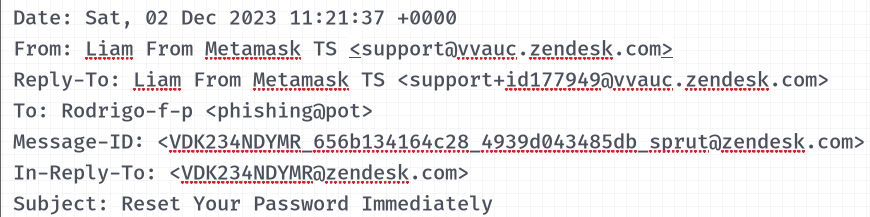 Date: Sat, 02 Dec 2023 11:21:37 +0000
From: Liam From Metamask TS <support@vvauc.zendesk.com>
Reply-To: Liam From Metamask TS <support+id177949@vvauc.zendesk.com>
To: Rodrigo-f-p <phishing@pot>
Message-ID: <VDK234NDYMR_656b134164c28_4939d043485db_sprut@zendesk.com>
In-Reply-To: <VDK234NDYMR@zendesk.com>
Subject: Reset Your Password Immediately